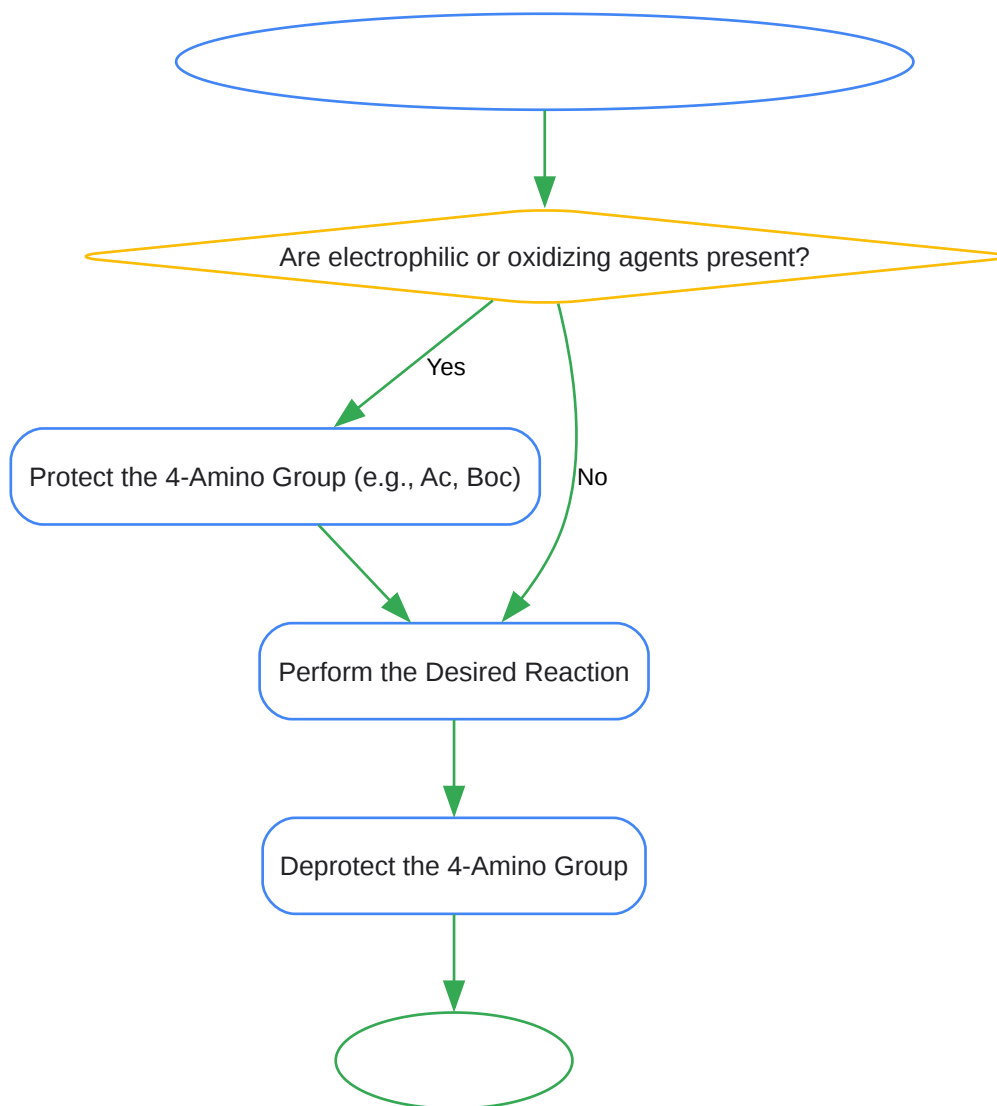 Are electrophilic or oxidizing agents present?
Yes
Protect the 4-Amino Group (e.g., Ac, Boc)
No
Perform the Desired Reaction
Deprotect the 4-Amino Group